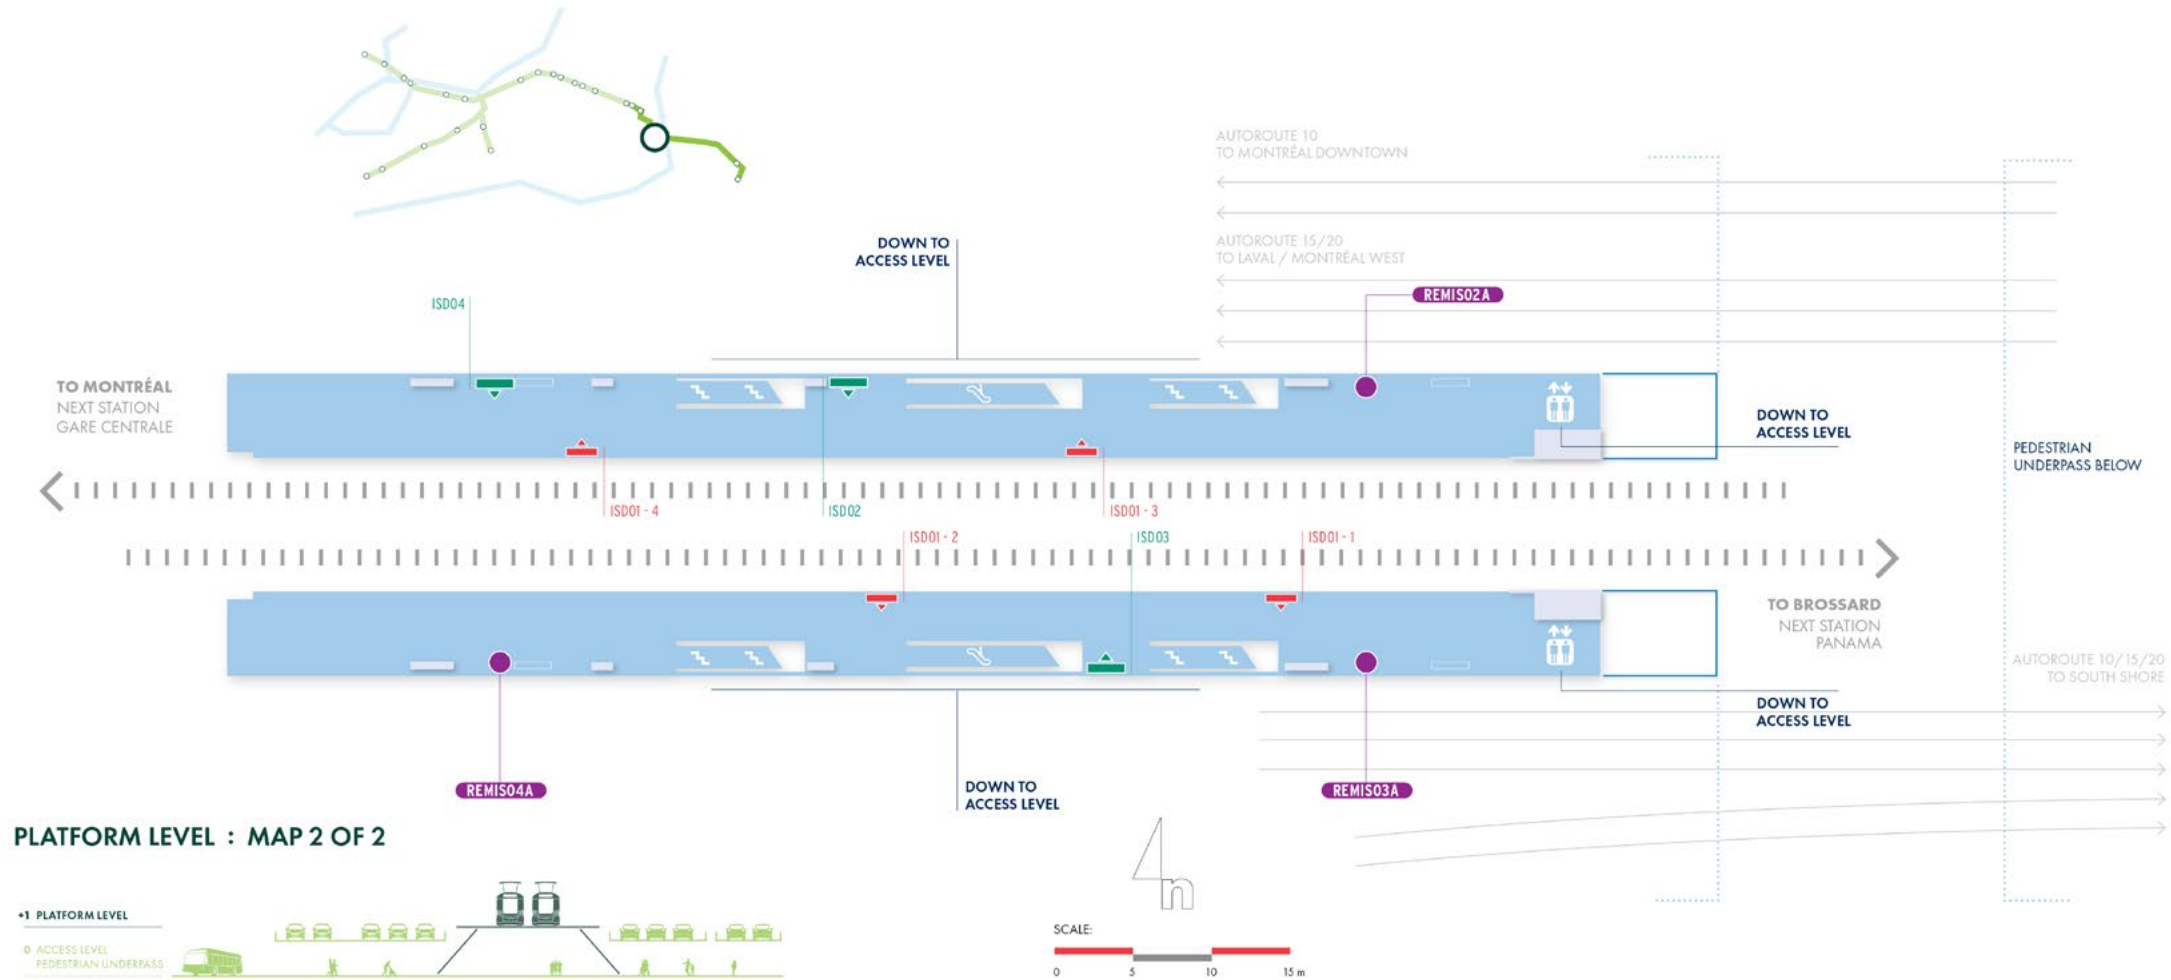 AUTOROUTE 10
TO MONTRÉAL DOWNTOWN
DOWN TO
ACCESS LEVEL
AUTOROUTE 15/20
TO LAVAL / MONTRÉAL WEST
ISD04
REMIS02A
TO MONTRÉAL
NEXT STATION
GARE CENTRALE
DOWN TO
ACCESS LEVEL
PEDESTRIAN
UNDERPASS BELOW
ISD01 - 4
ISD02
ISD01 - 3
ISD01 - 2
ISD03
ISD01 - 1
TO BROSSARD
NEXT STATION
PANAMA
AUTOROUTE 10/15/20
TO SOUTH SHORE
DOWN TO
ACCESS LEVEL
REMIS04A
DOWN TO
ACCESS LEVEL
REMIS03A
PLATFORM LEVEL : MAP 2 OF 2
n
+1 PLATFORM LEVEL
0 ACCESS LEVEL
PEDESTRIAN UNDERPASS
SCALE:
0 5 10 15 m